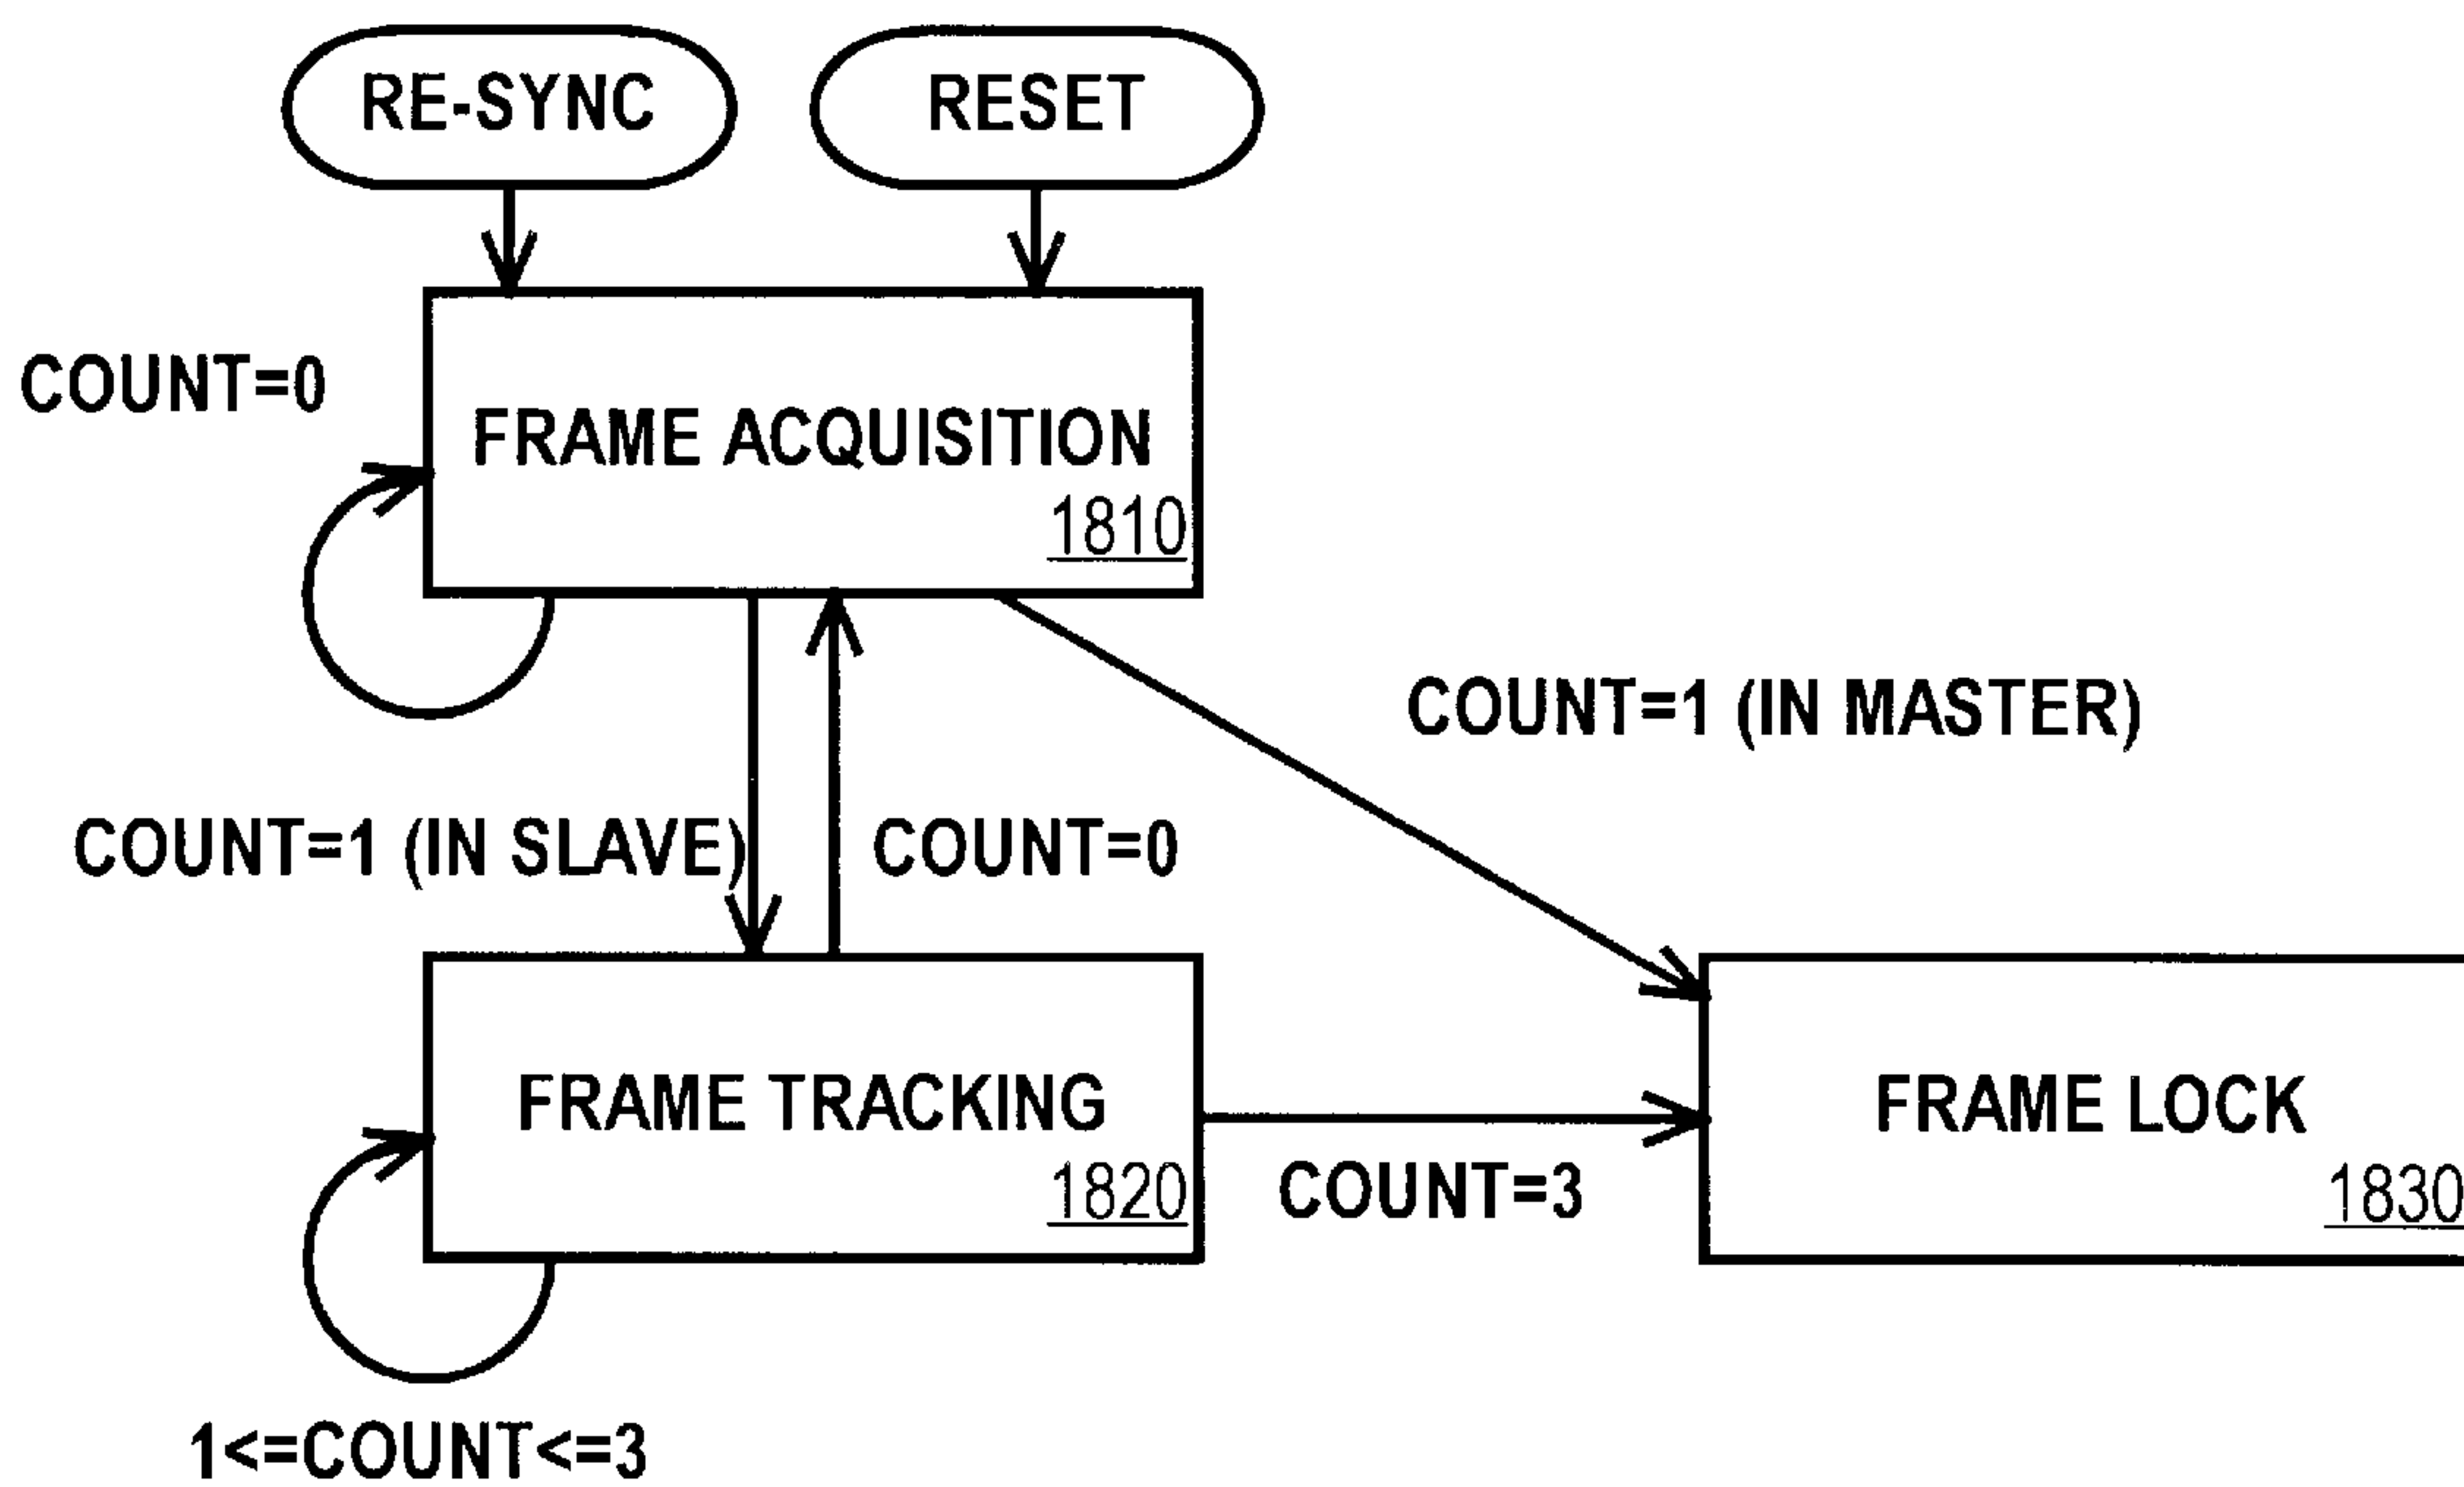 RE-SYNC
RESET
COUNT=0
FRAME ACQUISITION
1810
COUNT=1 (IN MASTER)
COUNT=1 (IN SLAVE)
COUNT=0
FRAME TRACKING
1820
COUNT=3
FRAME LOCK
1830
1<=COUNT<=3